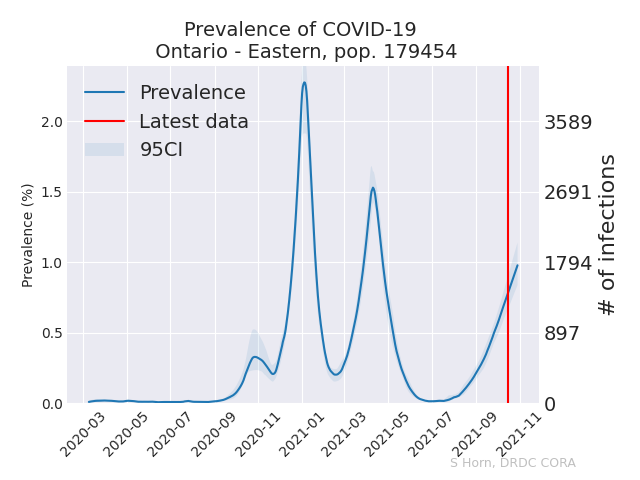 Prevalence of COVID-19
Ontario - Eastern, pop. 179454
Prevalence
Latest data
95CI
Prevalence (%)
2.0
1.5
1.0
0.5
0.0
3589
2691
1794
897
0
# of infections
2020-03
2020-05
2020-07
2020-09
2020-11
2021-01
2021-03
2021-05
2021-07
2021-09
2021-11
S Horn, DRDC CORA